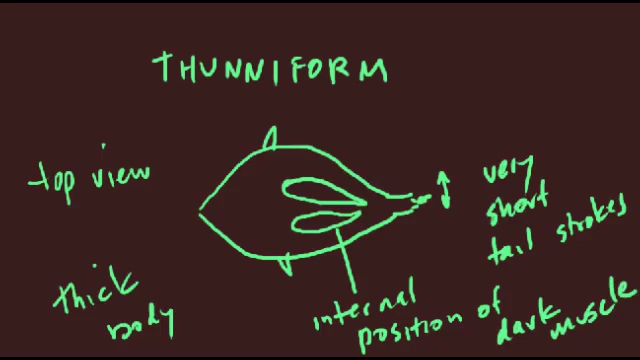 THUNNIFORM
top view
very
short
tail strokes
thick
body
internal
position of
dark muscle